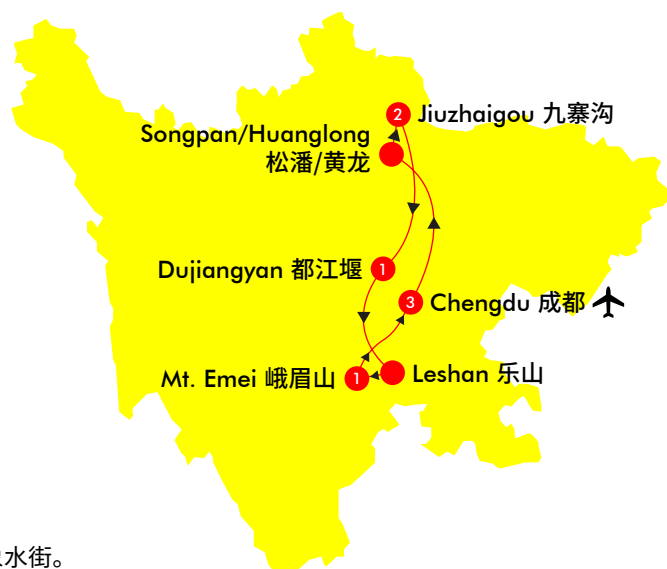 2 Jiuzhaigou 九寨沟
Songpan/Huanglong
松潘/黄龙
Dujiangyan 都江堰 1
3 Chengdu 成都
Mt. Emei 峨眉山 1
Leshan 乐山
水街。